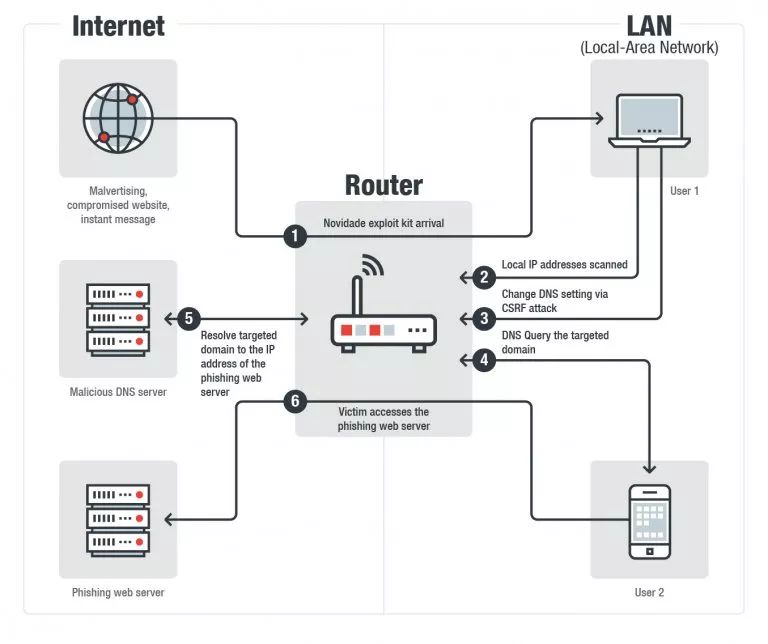 Internet
LAN
(Local-Area Network)
Malvertising,
compromised website,
instant message
User 1
Router
1
Novidade exploit kit arrival
2
Local IP addresses scanned
3
Change DNS setting via
CSRF attack
4
DNS Query the targeted
domain
5
Resolve targeted
domain to the IP
address of the
phishing web
server
Malicious DNS server
6
Victim accesses the
phishing web server
Phishing web server
User 2